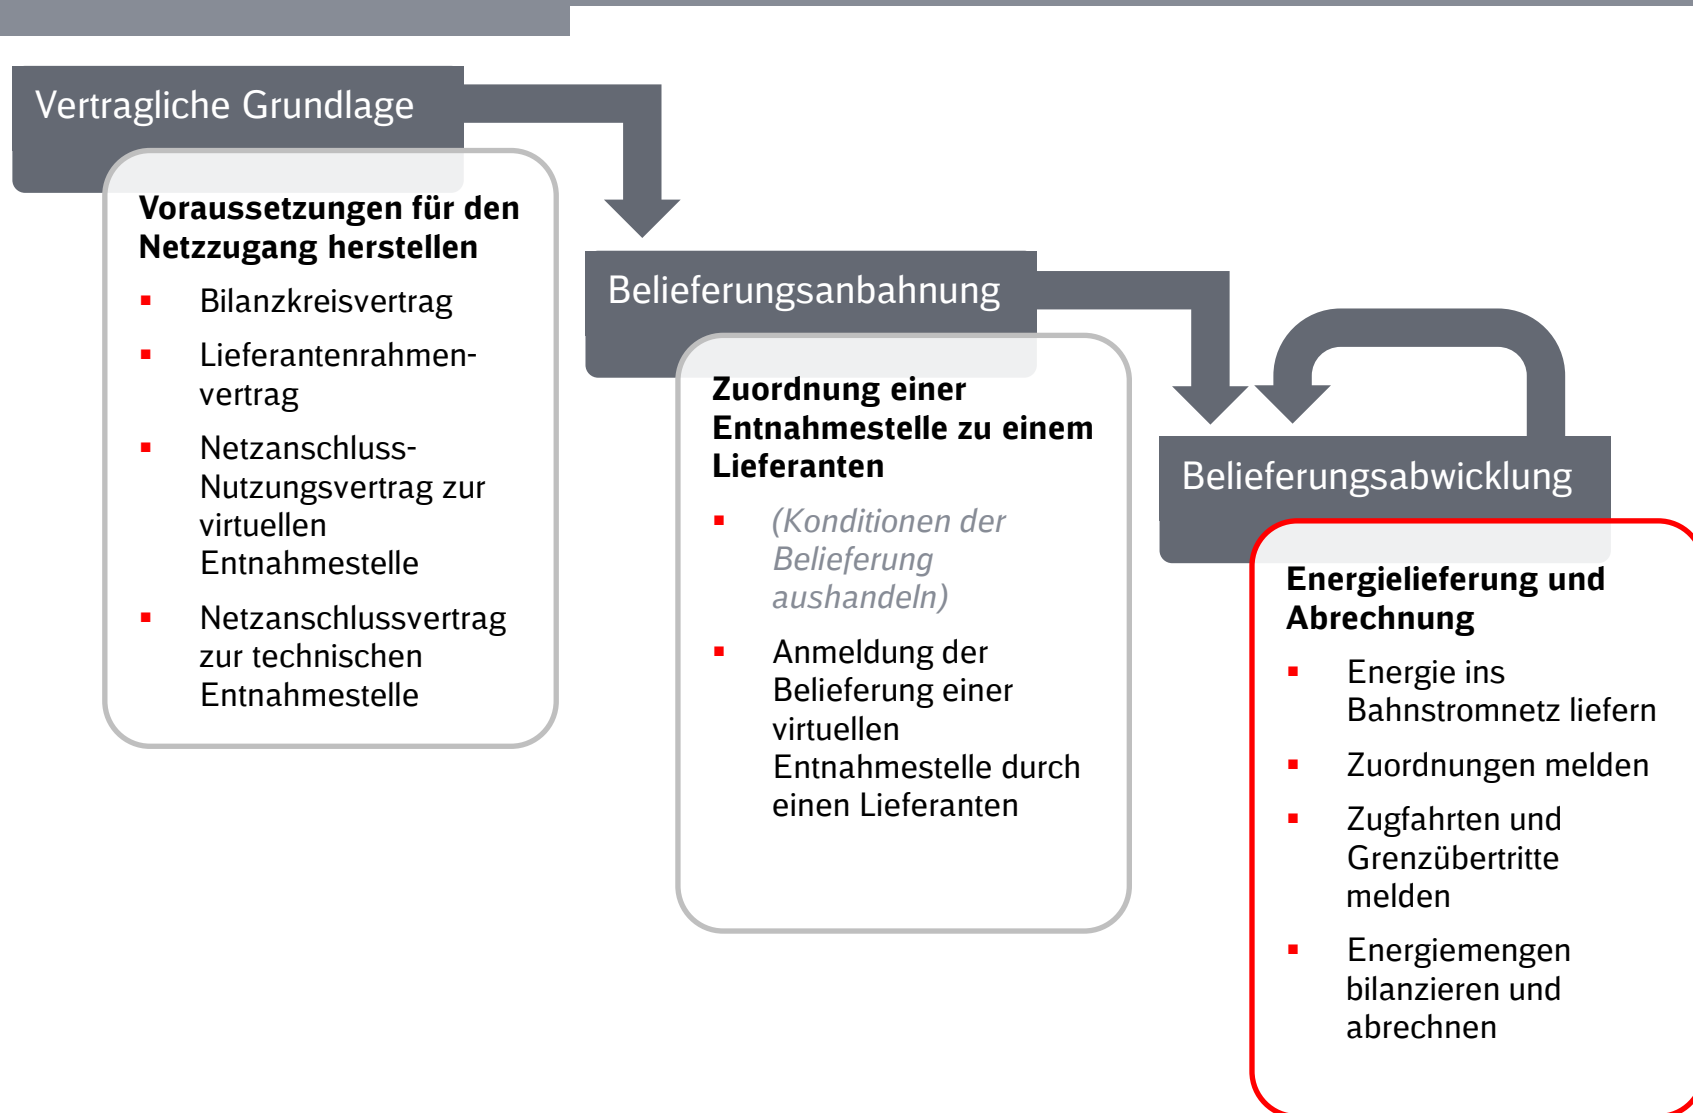 Vertragliche Grundlage
Voraussetzungen für den
Netzzugang herstellen
▪ Bilanzkreisvertrag
▪ Lieferantenrahmen-
vertrag
▪ Netzanschluss-
Nutzungsvertrag zur
virtuellen
Entnahmestelle
▪ Netzanschlussvertrag
zur technischen
Entnahmestelle
Belieferungsanbahnung
Zuordnung einer
Entnahmestelle zu einem
Lieferanten
▪ (Konditionen der
Belieferung
aushandeln)
▪ Anmeldung der
Belieferung einer
virtuellen
Entnahmestelle durch
einen Lieferanten
Belieferungsabwicklung
Energielieferung und
Abrechnung
▪ Energie ins
Bahnstromnetz liefern
▪ Zuordnungen melden
▪ Zugfahrten und
Grenzübertritte
melden
▪ Energiemengen
bilanzieren und
abrechnen